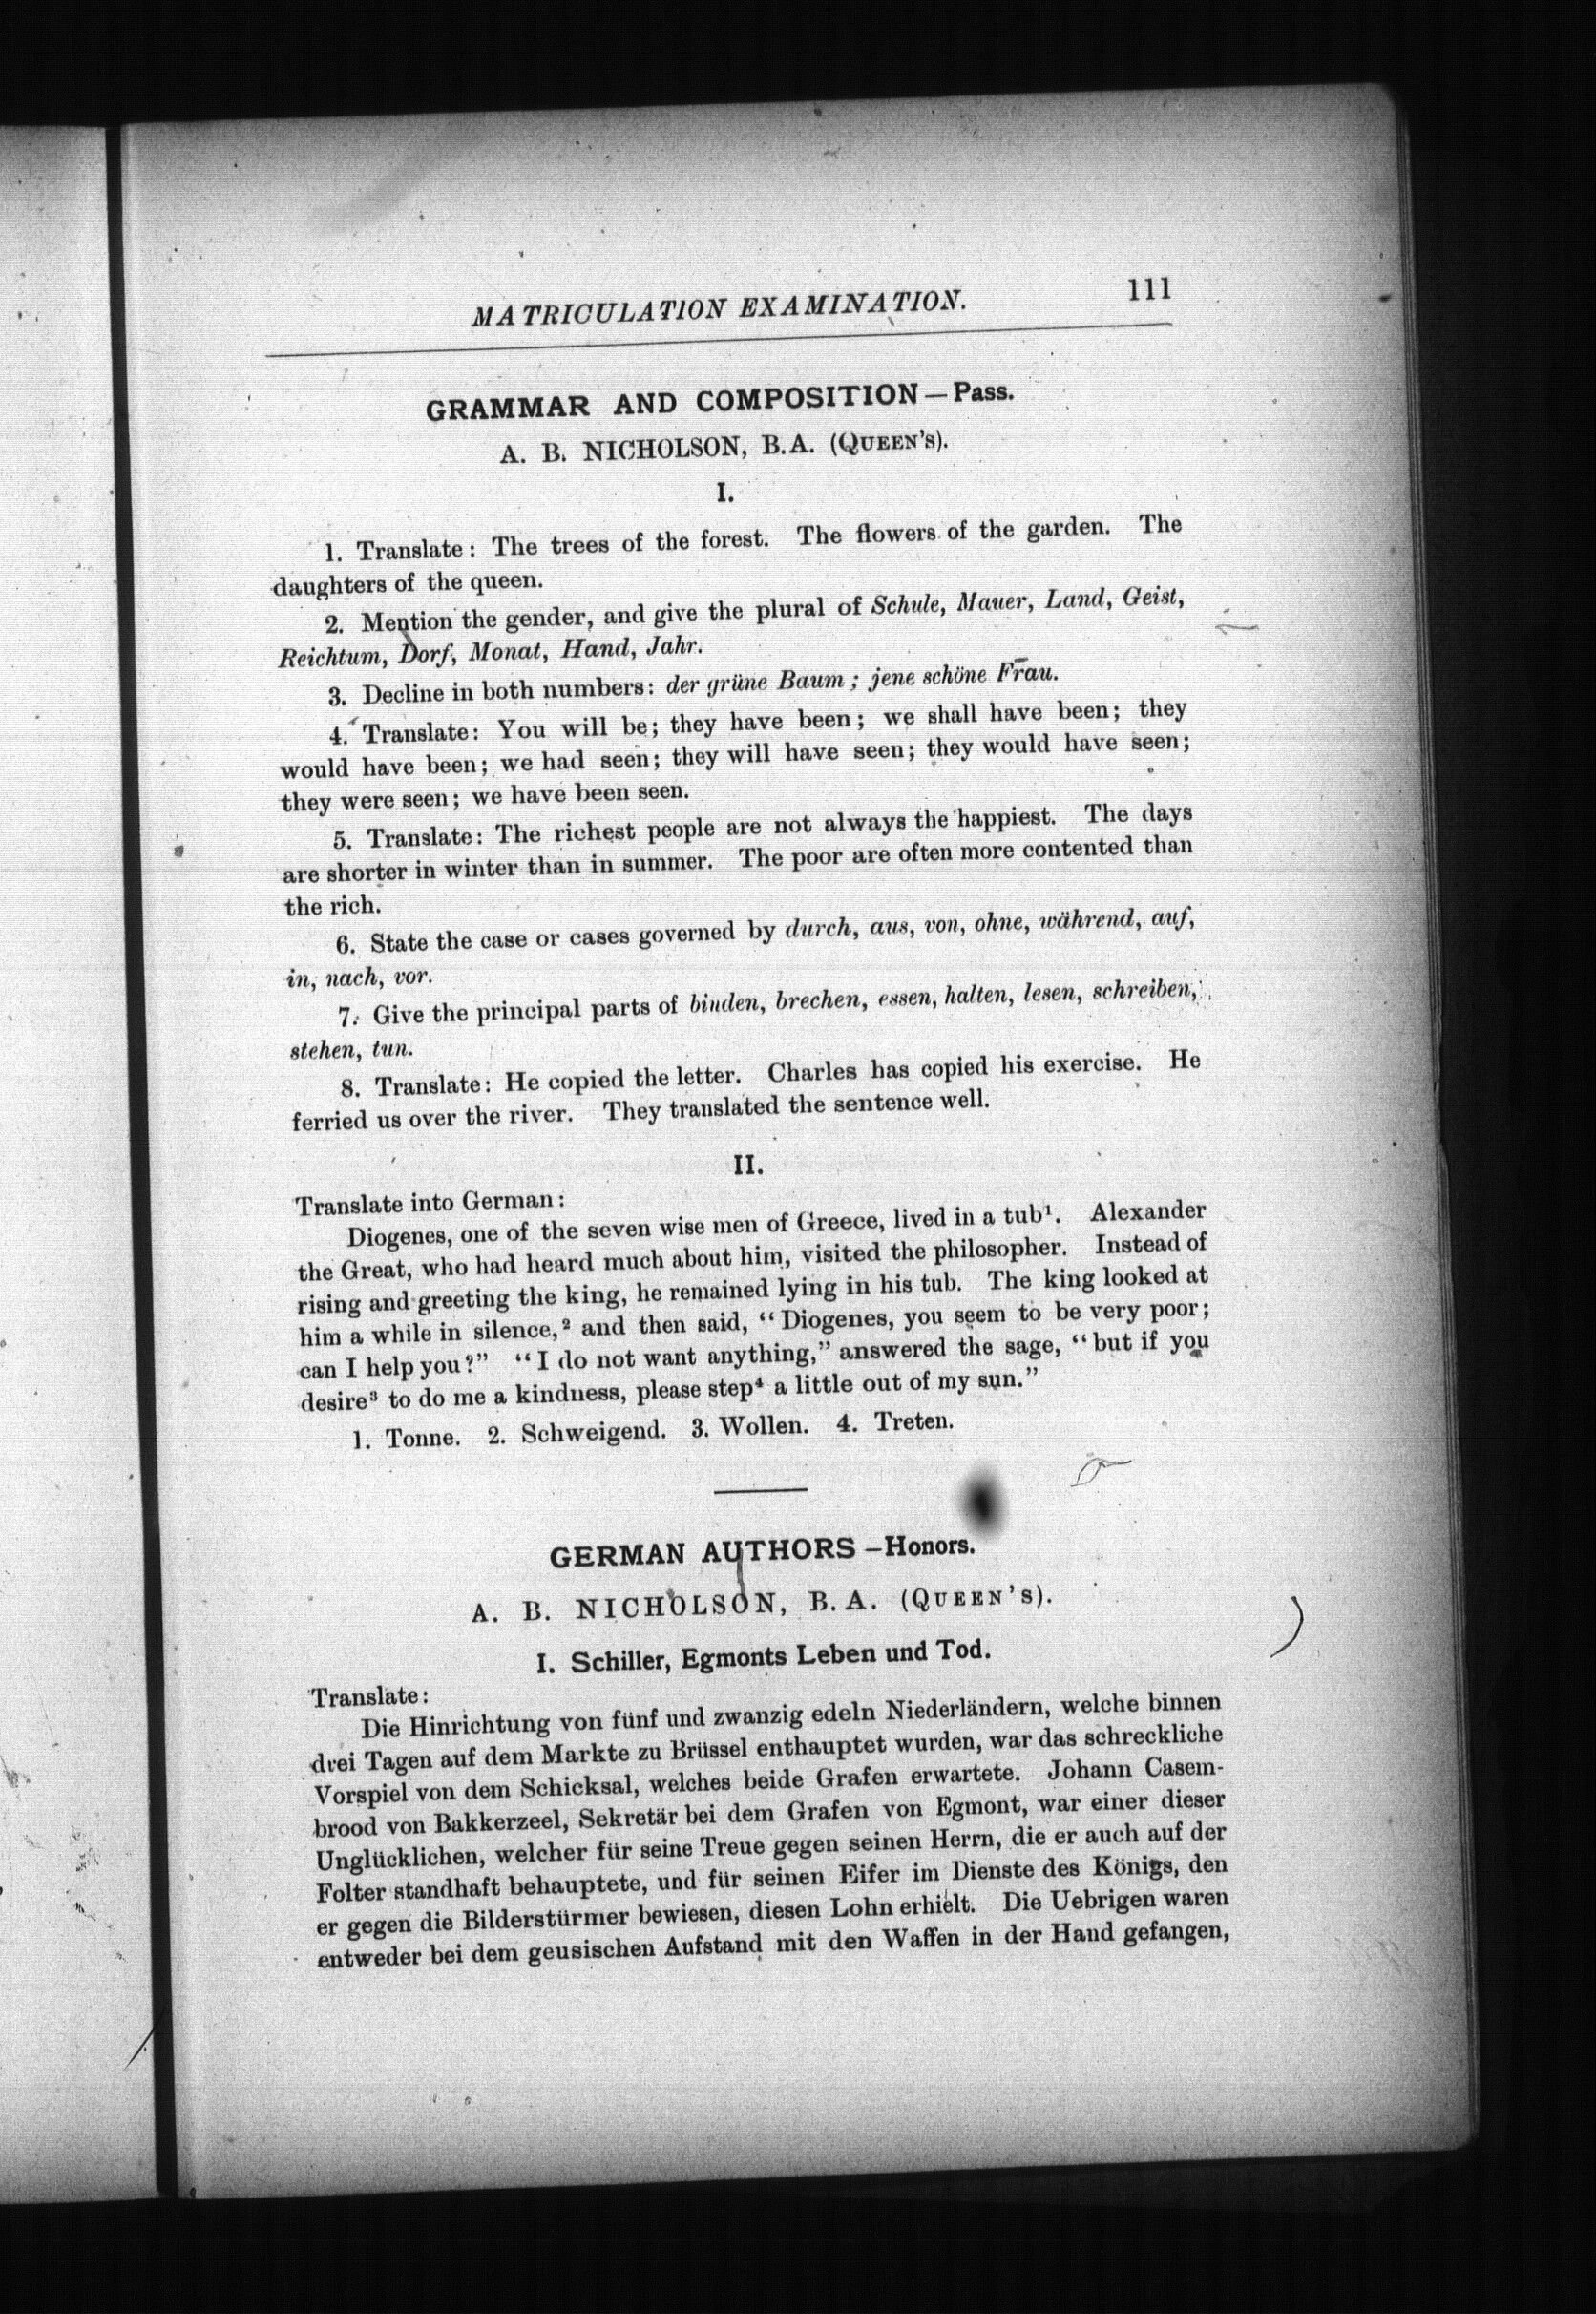 MATRICULATION EXAMINATION. 111
GRAMMAR AND COMPOSITION—Pass.
A. B. NICHOLSON, B.A. (QUEEN'S).
I.
1. Translate: The trees of the forest. The flowers of the garden. The
daughters of the queen.
2. Mention the gender, and give the plural of Schule, Mauer, Land, Geist,
Reichtum, Dorf, Monat, Hand, Jahr.
3. Decline in both numbers: der grüne Baum; jene schöne Frau.
4. Translate: You will be; they have been; we shall have been; they
would have been; we had seen; they will have seen; they would have seen;
they were seen; we have been seen.
5. Translate: The richest people are not always the happiest. The days
are shorter in winter than in summer. The poor are often more contented than
the rich.
6. State the case or cases governed by durch, aus, von, ohne, während, auf,
in, nach, vor.
7. Give the principal parts of binden, brechen, essen, halten, lesen, schreiben,
stehen, tun.
8. Translate: He copied the letter. Charles has copied his exercise. He
ferried us over the river. They translated the sentence well.
II.
Translate into German:
Diogenes, one of the seven wise men of Greece, lived in a tub¹. Alexander
the Great, who had heard much about him, visited the philosopher. Instead of
rising and greeting the king, he remained lying in his tub. The king looked at
him a while in silence,² and then said, "Diogenes, you seem to be very poor;
can I help you?" "I do not want anything," answered the sage, "but if you
desire³ to do me a kindness, please step⁴ a little out of my sun."
1. Tonne. 2. Schweigend. 3. Wollen. 4. Treten.
GERMAN AUTHORS—Honors.
A. B. NICHOLSON, B.A. (QUEEN'S).
I. Schiller, Egmonts Leben und Tod.
Translate:
Die Hinrichtung von fünf und zwanzig edeln Niederländern, welche binnen
drei Tagen auf dem Markte zu Brüssel enthauptet wurden, war das schreckliche
Vorspiel von dem Schicksal, welches beide Grafen erwartete. Johann Casem-
brood von Bakkerzeel, Sekretär bei dem Grafen von Egmont, war einer dieser
Unglücklichen, welcher für seine Treue gegen seinen Herrn, die er auch auf der
Folter standhaft behauptete, und für seinen Eifer im Dienste des Königs, den
er gegen die Bilderstürmer bewiesen, diesen Lohn erhielt. Die Uebrigen waren
entweder bei dem geusischen Aufstand mit den Waffen in der Hand gefangen,